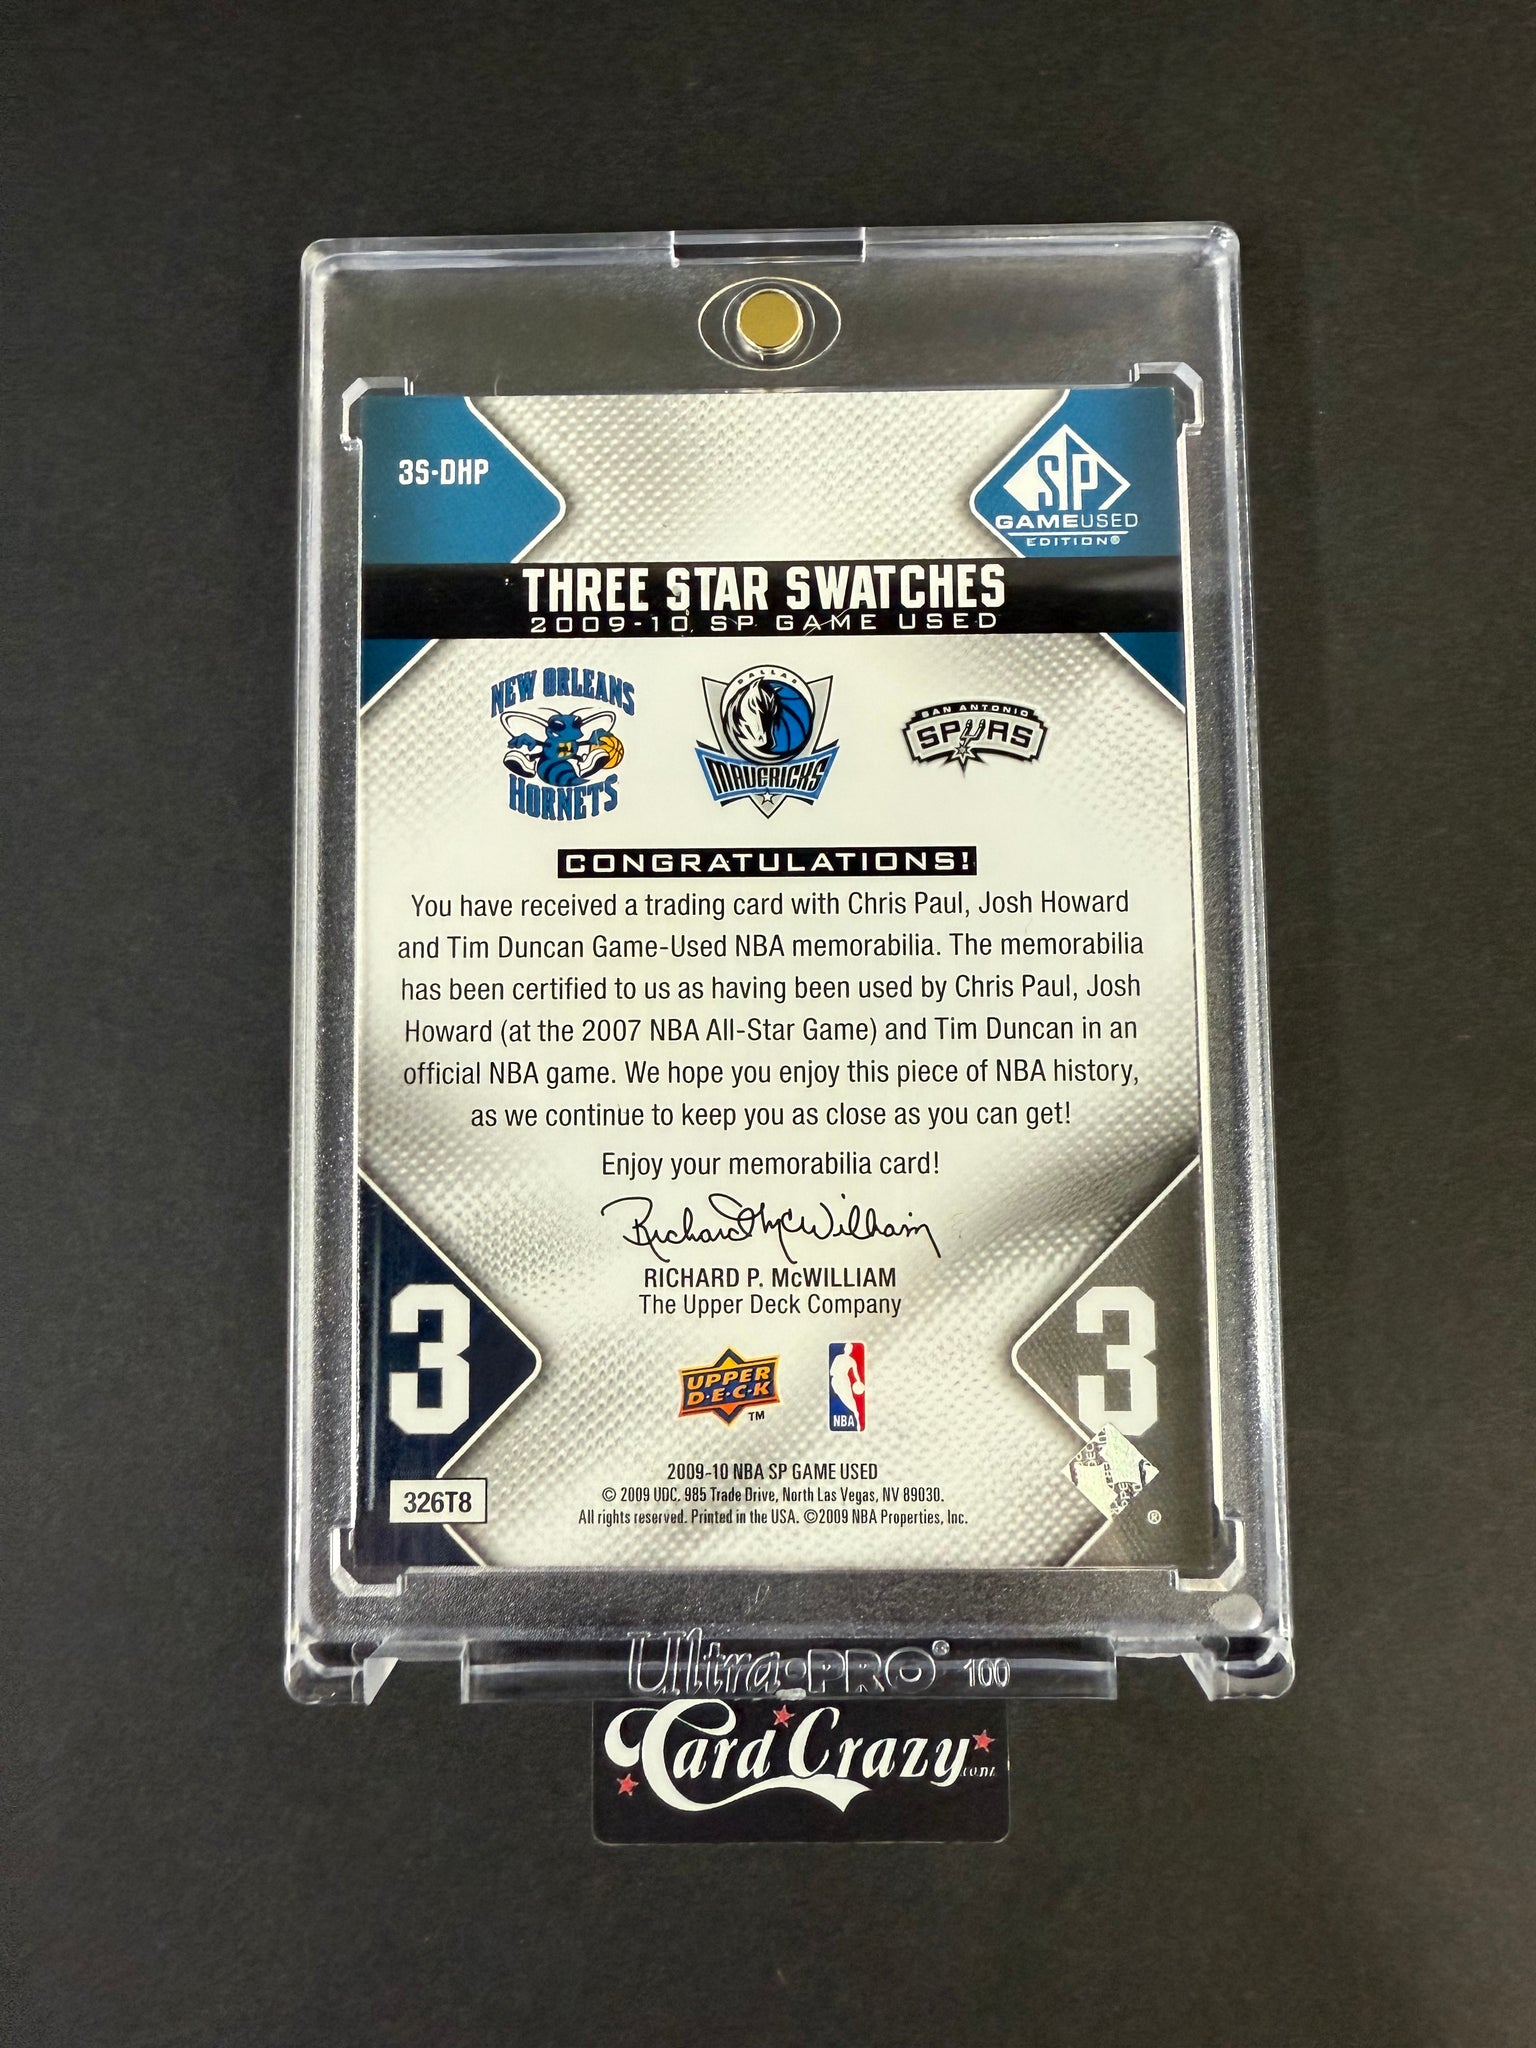 3S-DHP
SP
GAMEUSED
EDITION®
THREE STAR SWATCHES
2009-10 SP GAME USED
NEW ORLEANS
HORNETS
DALLAS
MAVERICKS
SAN ANTONIO
SPURS
CONGRATULATIONS!
You have received a trading card with Chris Paul, Josh Howard
and Tim Duncan Game-Used NBA memorabilia. The memorabilia
has been certified to us as having been used by Chris Paul, Josh
Howard (at the 2007 NBA All-Star Game) and Tim Duncan in an
official NBA game. We hope you enjoy this piece of NBA history,
as we continue to keep you as close as you can get!
Enjoy your memorabilia card!
Richard McWilliam
RICHARD P. McWILLIAM
The Upper Deck Company
3
3
UPPER
D·E·C·K
TM
NBA
326T8
2009-10 NBA SP GAME USED
© 2009 UDC. 985 Trade Drive, North Las Vegas, NV 89030.
All rights reserved. Printed in the USA. ©2009 NBA Properties, Inc.
®
Ultra·PRO® 100
Card Crazy.co.nz